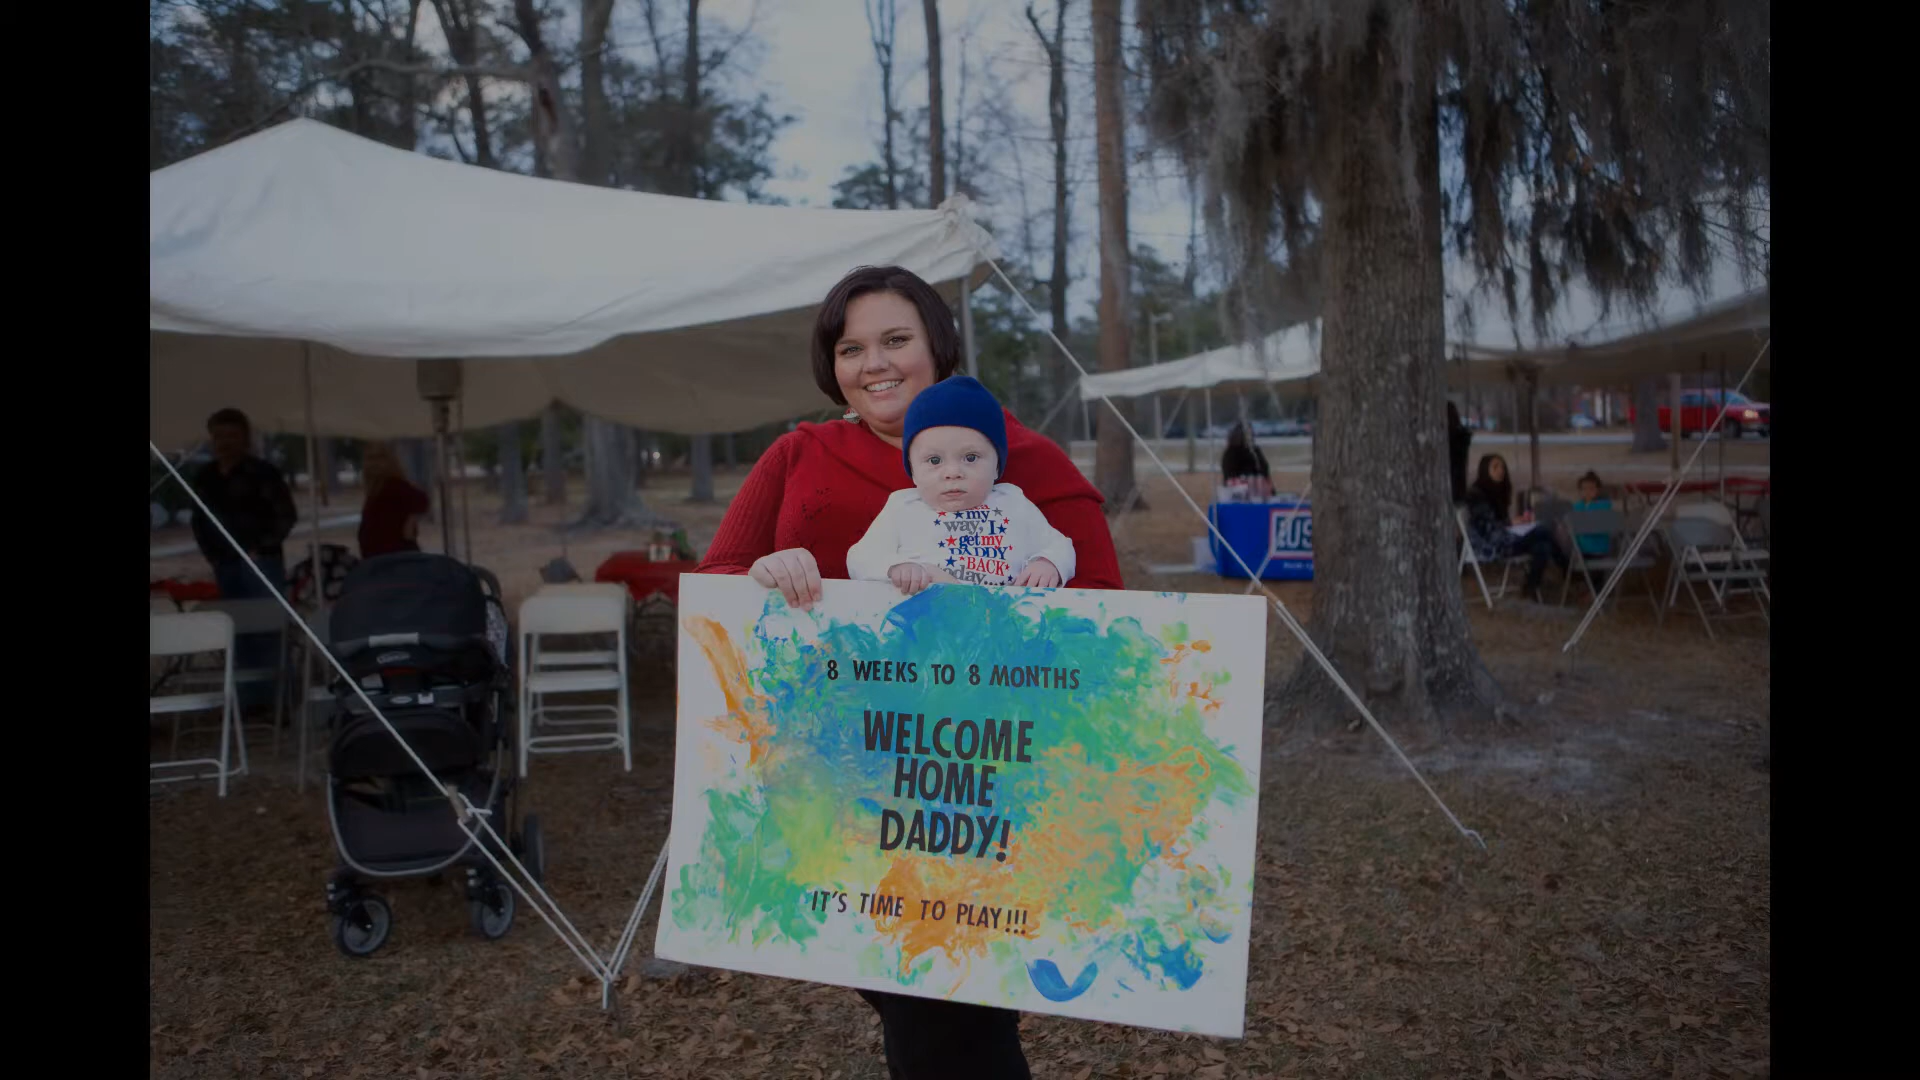 my
way, I
get my
DADDY
BACK
today...
8 WEEKS TO 8 MONTHS
WELCOME
HOME
DADDY!
IT'S TIME TO PLAY!!!